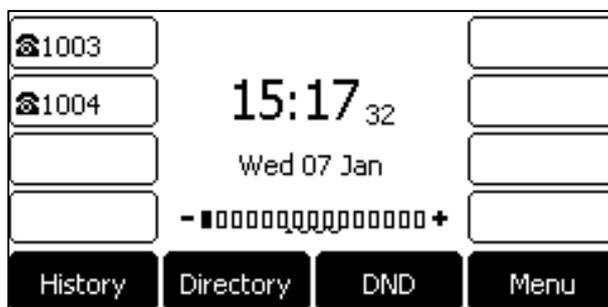 ☎1003
☎1004
15:17 32
Wed 07 Jan
- +
History Directory DND Menu